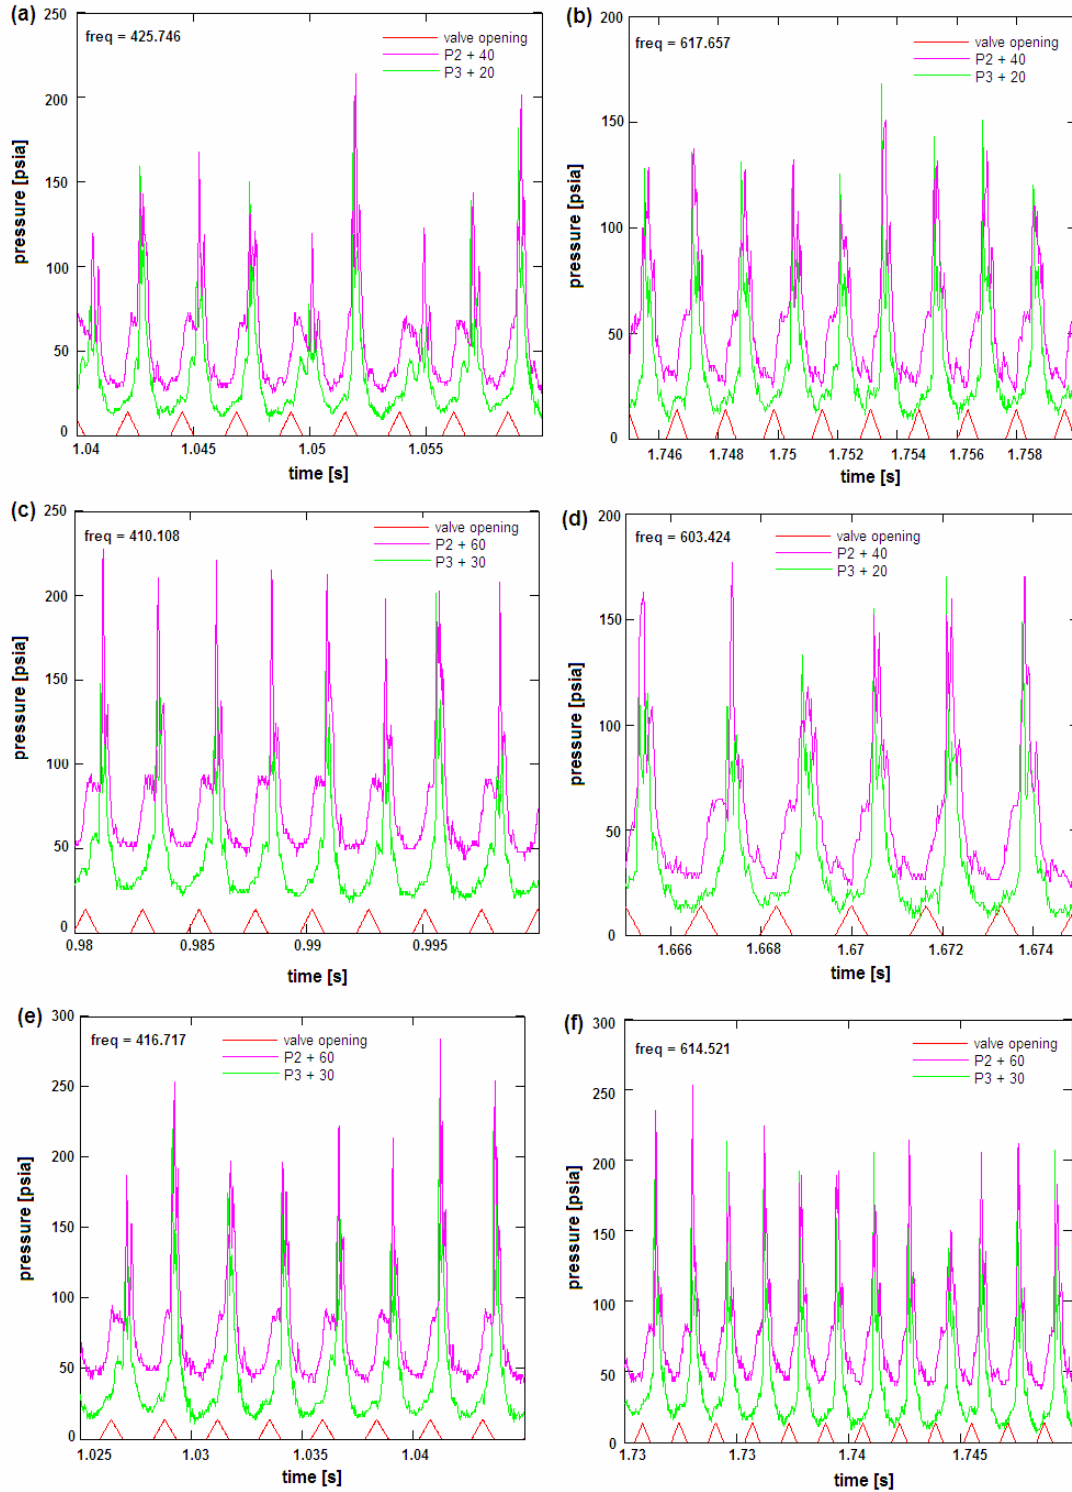 (a)
250
freq = 425.746
valve opening
P2 + 40
P3 + 20
200
150
100
50
0
pressure [psia]
1.04 1.045 1.05 1.055
time [s]
(b)
200
freq = 617.657
valve opening
P2 + 40
P3 + 20
150
100
50
0
pressure [psia]
1.746 1.748 1.75 1.752 1.754 1.756 1.758
time [s]
(c)
250
freq = 410.108
valve opening
P2 + 60
P3 + 30
200
150
100
50
0
pressure [psia]
0.98 0.985 0.99 0.995
time [s]
(d)
200
freq = 603.424
valve opening
P2 + 40
P3 + 20
150
100
50
0
pressure [psia]
1.666 1.668 1.67 1.672 1.674
time [s]
(e)
300
freq = 416.717
valve opening
P2 + 60
P3 + 30
250
200
150
100
50
0
pressure [psia]
1.025 1.03 1.035 1.04
time [s]
(f)
300
freq = 614.521
valve opening
P2 + 60
P3 + 30
250
200
150
100
50
0
pressure [psia]
1.73 1.73 1.74 1.745
time [s]